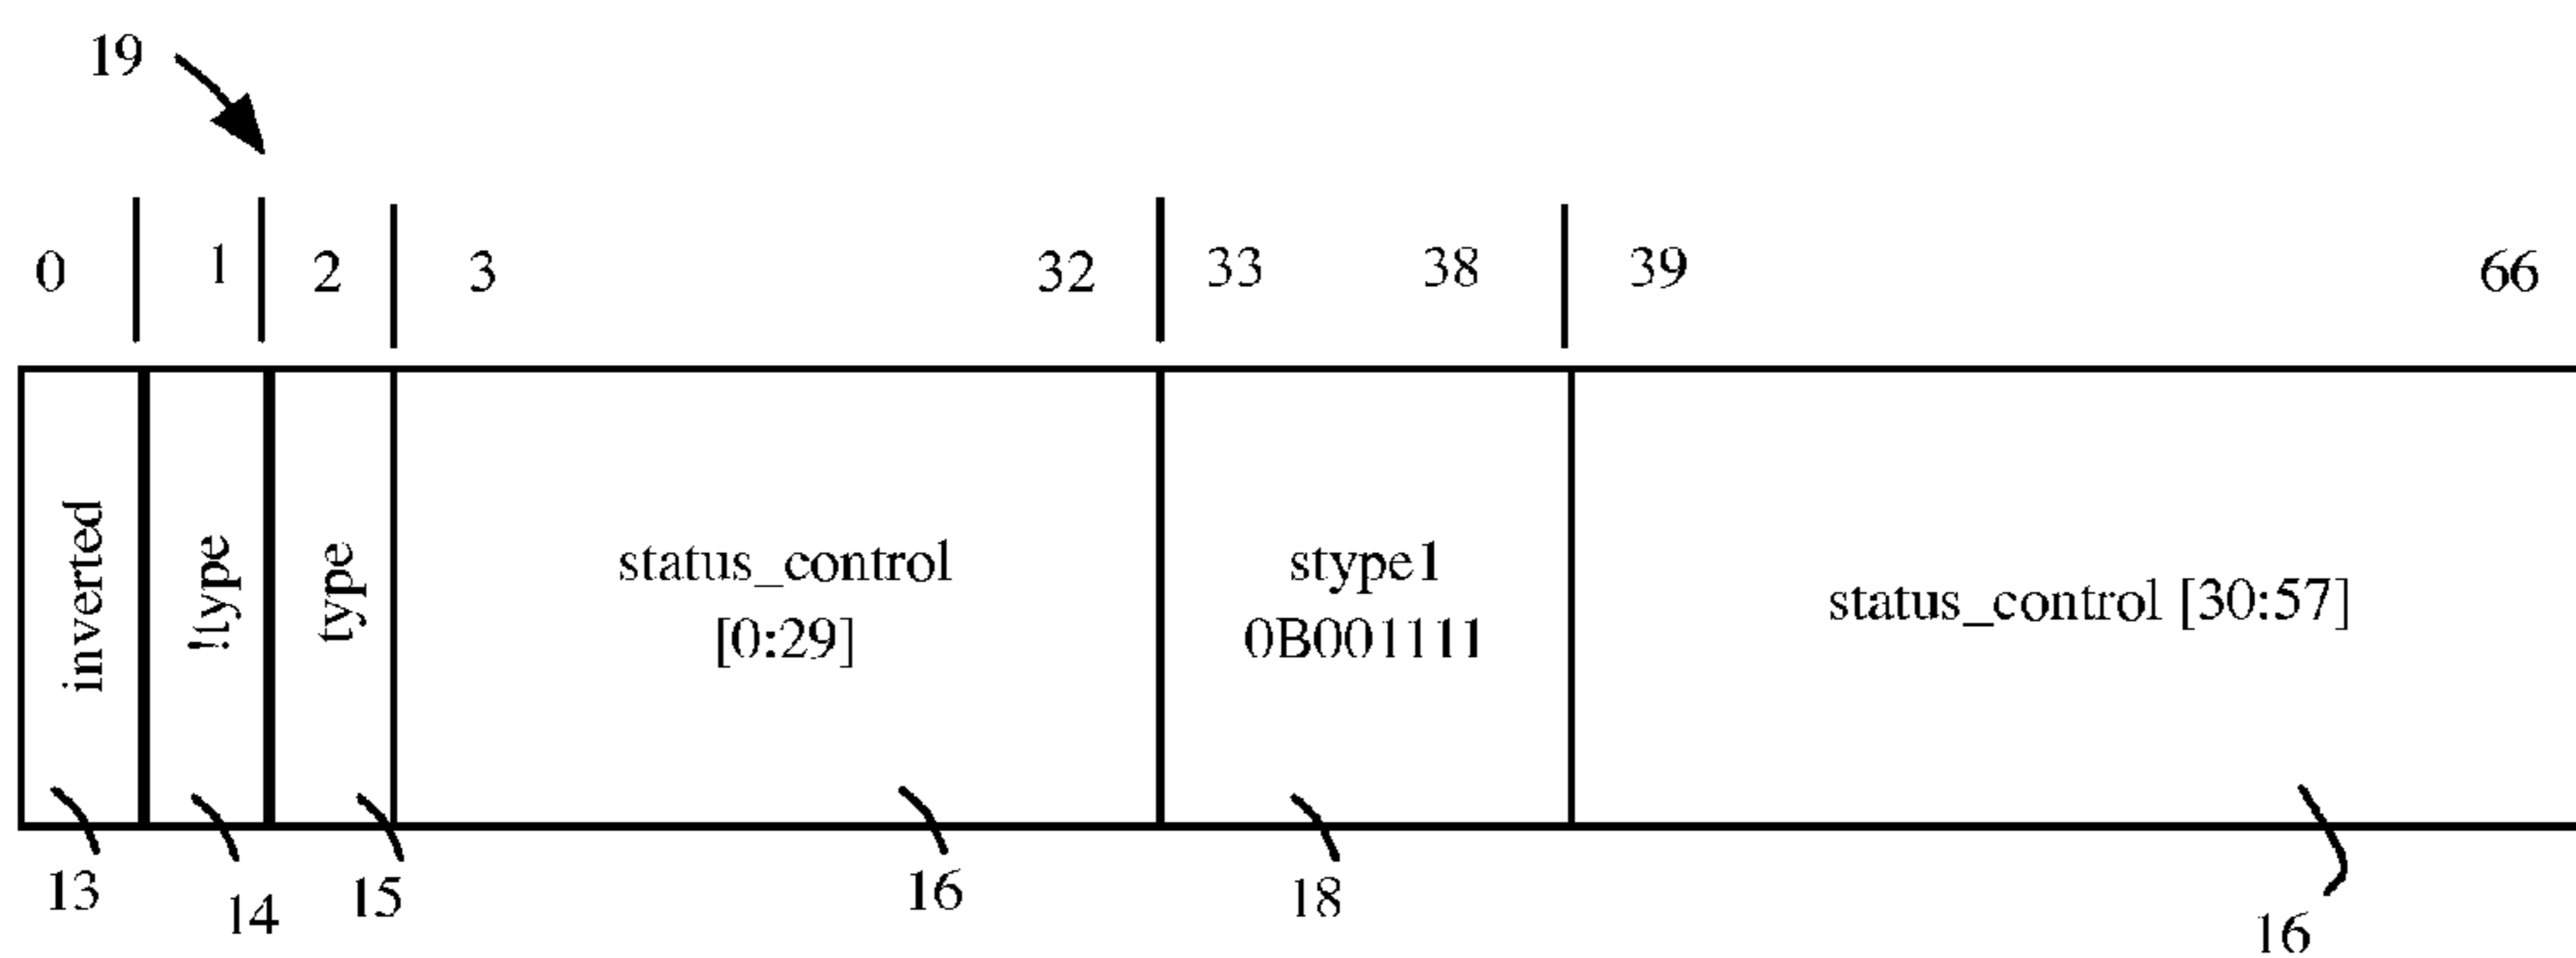 19
0 1 2 3 32 33 38 39 66
inverted
!type
type
status_control
[0:29]
stype1
0B001111
status_control [30:57]
13 14 15 16 18 16